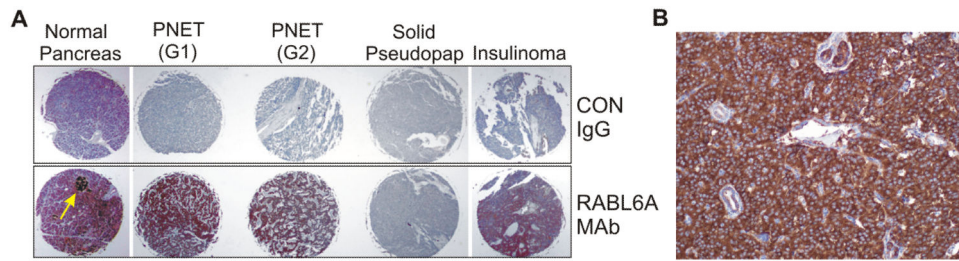 A
B
Normal
Pancreas
PNET
(G1)
PNET
(G2)
Solid
Pseudopap
Insulinoma
CON
IgG
RABL6A
MAb